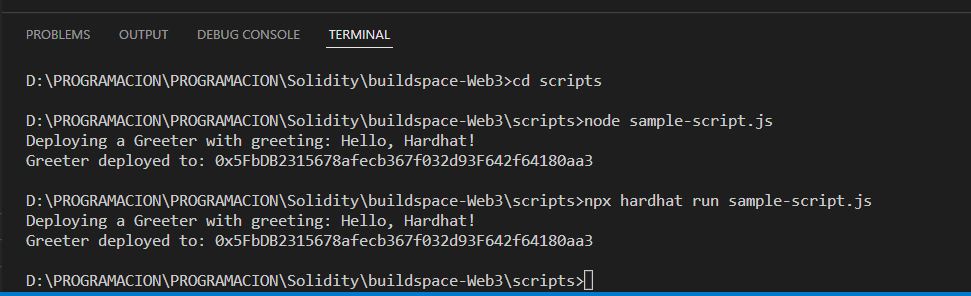 PROBLEMS OUTPUT DEBUG CONSOLE TERMINAL
D:\PROGRAMACION\PROGRAMACION\Solidity\buildspace-Web3>cd scripts
D:\PROGRAMACION\PROGRAMACION\Solidity\buildspace-Web3\scripts>node sample-script.js
Deploying a Greeter with greeting: Hello, Hardhat!
Greeter deployed to: 0x5FbDB2315678afecb367f032d93F642f64180aa3
D:\PROGRAMACION\PROGRAMACION\Solidity\buildspace-Web3\scripts>npx hardhat run sample-script.js
Deploying a Greeter with greeting: Hello, Hardhat!
Greeter deployed to: 0x5FbDB2315678afecb367f032d93F642f64180aa3
D:\PROGRAMACION\PROGRAMACION\Solidity\buildspace-Web3\scripts>